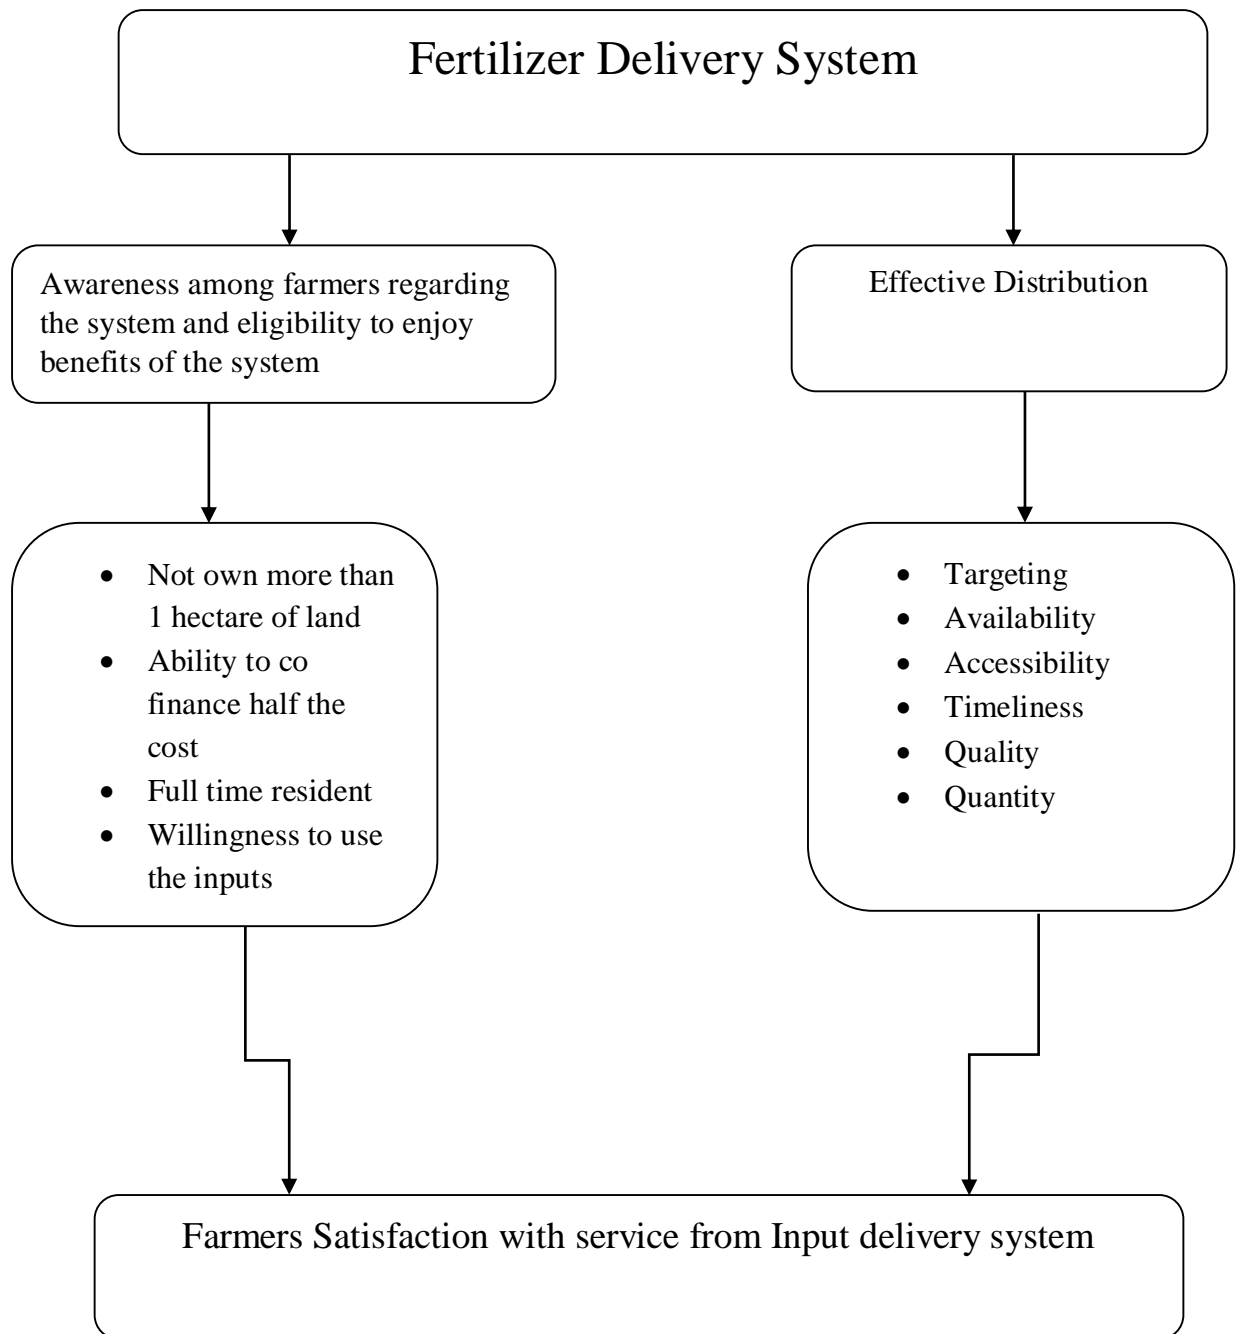 Fertilizer Delivery System
Awareness among farmers regarding
the system and eligibility to enjoy
benefits of the system
Effective Distribution
• Not own more than
1 hectare of land
• Ability to co
finance half the
cost
• Full time resident
• Willingness to use
the inputs
• Targeting
• Availability
• Accessibility
• Timeliness
• Quality
• Quantity
Farmers Satisfaction with service from Input delivery system